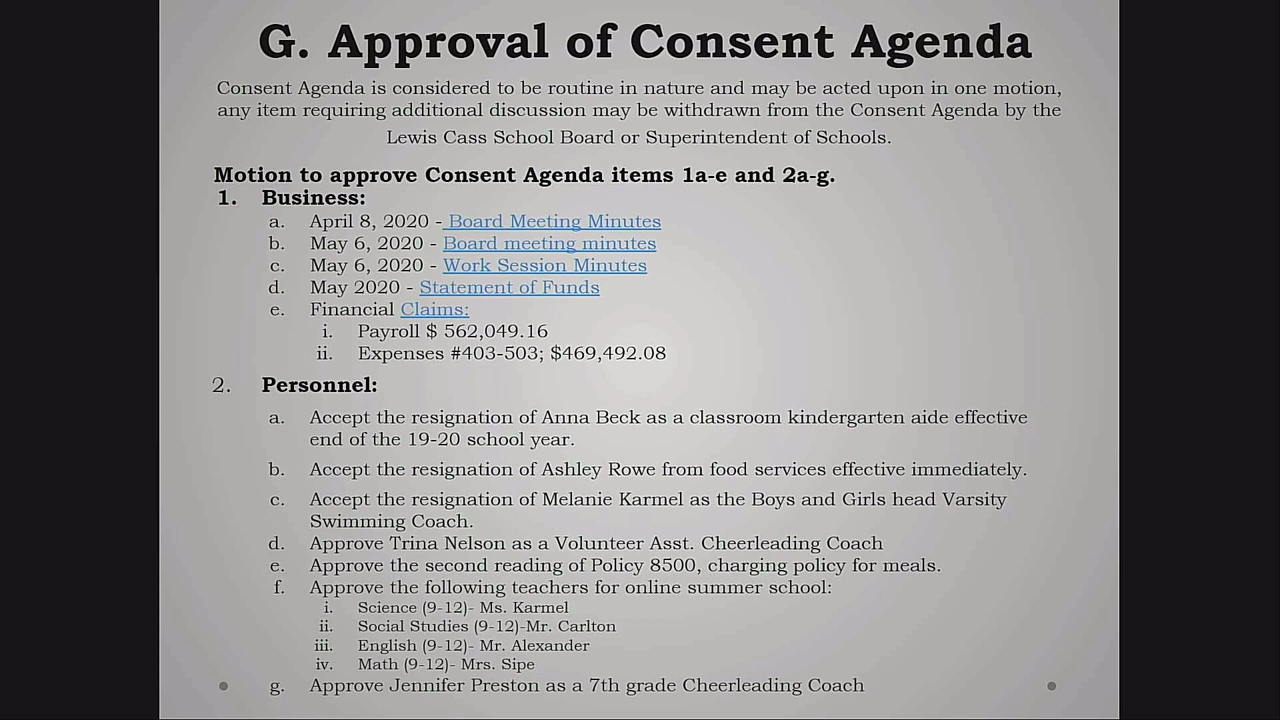 G. Approval of Consent Agenda
Consent Agenda is considered to be routine in nature and may be acted upon in one motion,
any item requiring additional discussion may be withdrawn from the Consent Agenda by the
Lewis Cass School Board or Superintendent of Schools.
Motion to approve Consent Agenda items 1a-e and 2a-g.
1. Business:
a. April 8, 2020 - Board Meeting Minutes
b. May 6, 2020 - Board meeting minutes
c. May 6, 2020 - Work Session Minutes
d. May 2020 - Statement of Funds
e. Financial Claims:
i. Payroll $ 562,049.16
ii. Expenses #403-503; $469,492.08
2. Personnel:
a. Accept the resignation of Anna Beck as a classroom kindergarten aide effective
end of the 19-20 school year.
b. Accept the resignation of Ashley Rowe from food services effective immediately.
c. Accept the resignation of Melanie Karmel as the Boys and Girls head Varsity
Swimming Coach.
d. Approve Trina Nelson as a Volunteer Asst. Cheerleading Coach
e. Approve the second reading of Policy 8500, charging policy for meals.
f. Approve the following teachers for online summer school:
i. Science (9-12)- Ms. Karmel
ii. Social Studies (9-12)-Mr. Carlton
iii. English (9-12)- Mr. Alexander
iv. Math (9-12)- Mrs. Sipe
g. Approve Jennifer Preston as a 7th grade Cheerleading Coach